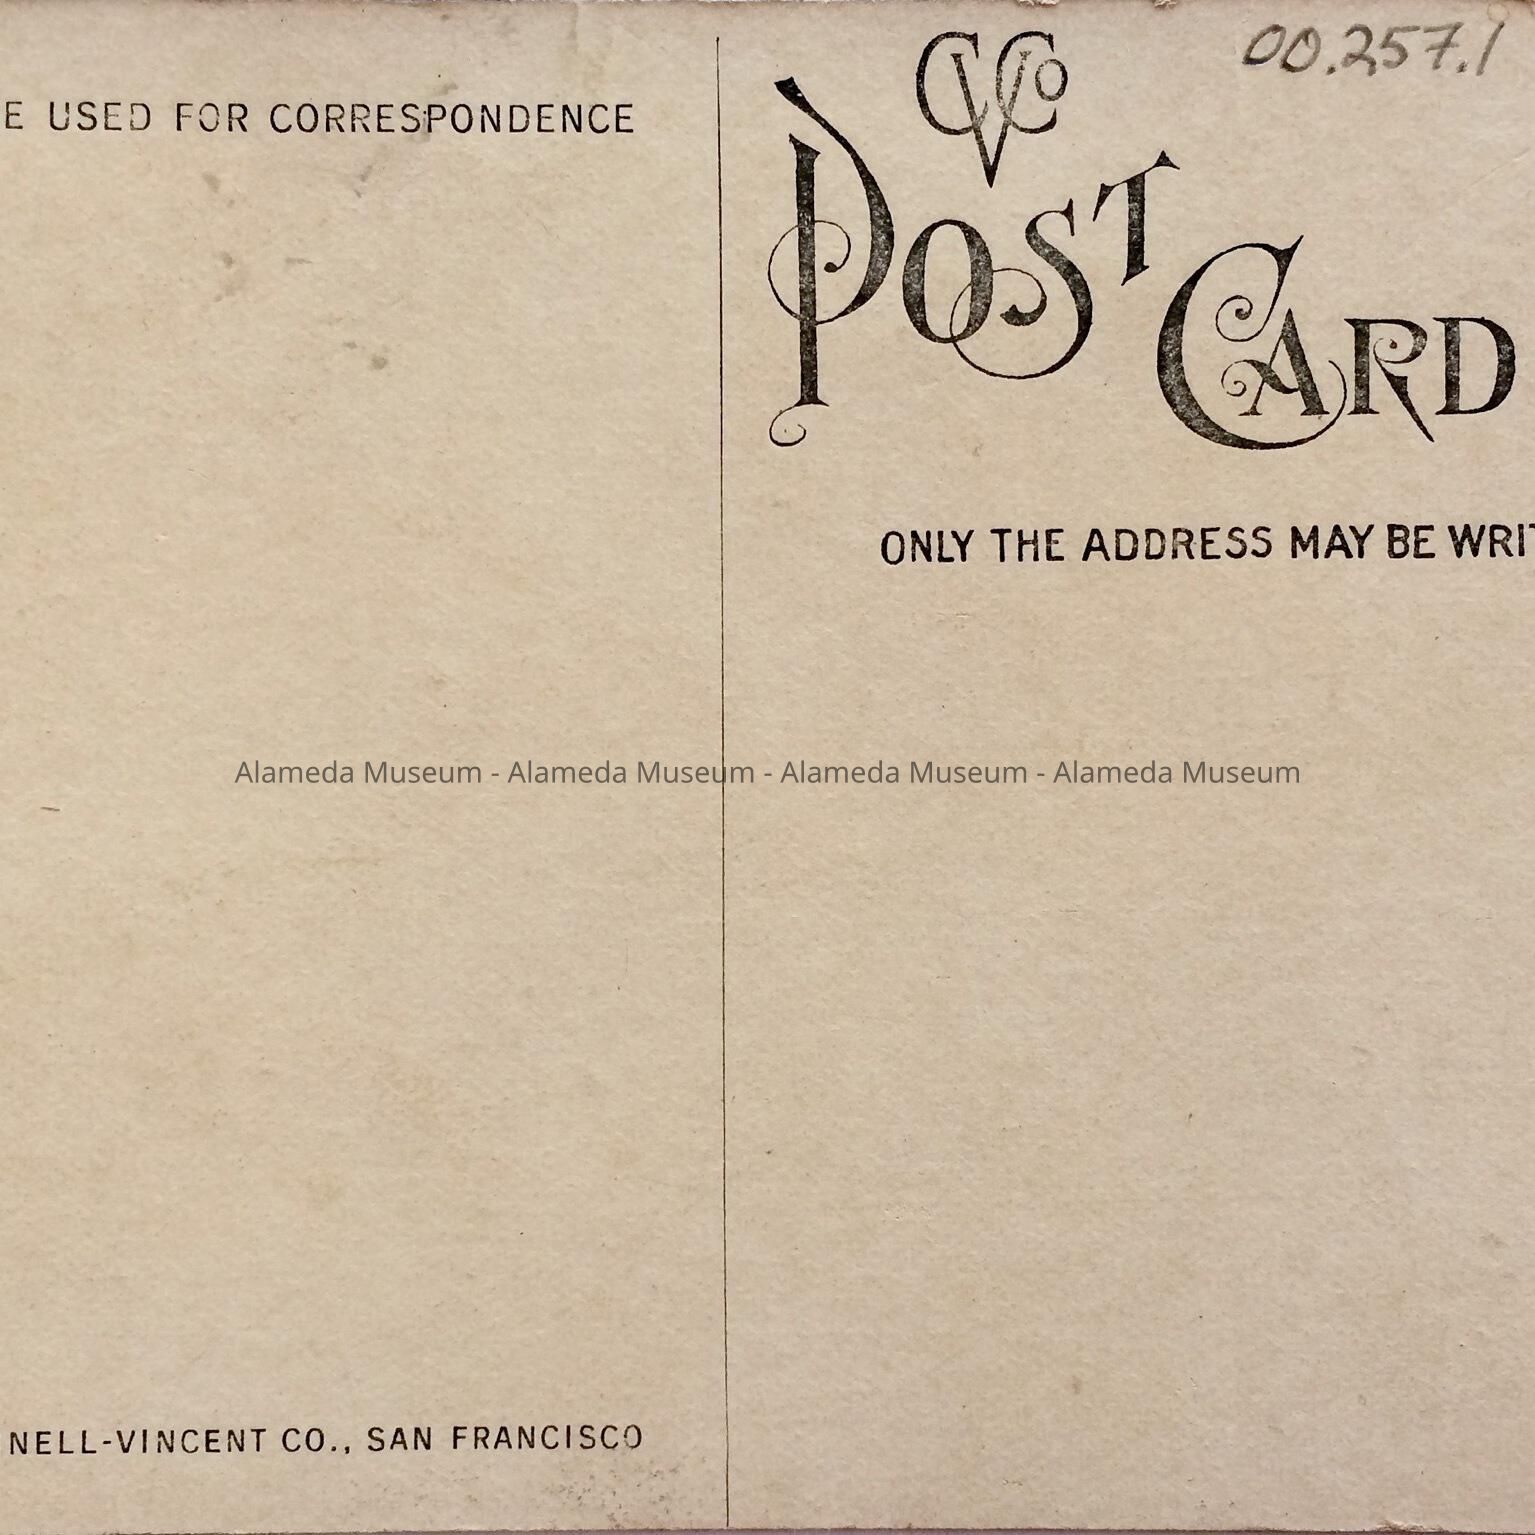 00.257.1
E USED FOR CORRESPONDENCE
CVCo
POST CARD
ONLY THE ADDRESS MAY BE WRIT
Alameda Museum - Alameda Museum - Alameda Museum - Alameda Museum
NELL-VINCENT CO., SAN FRANCISCO